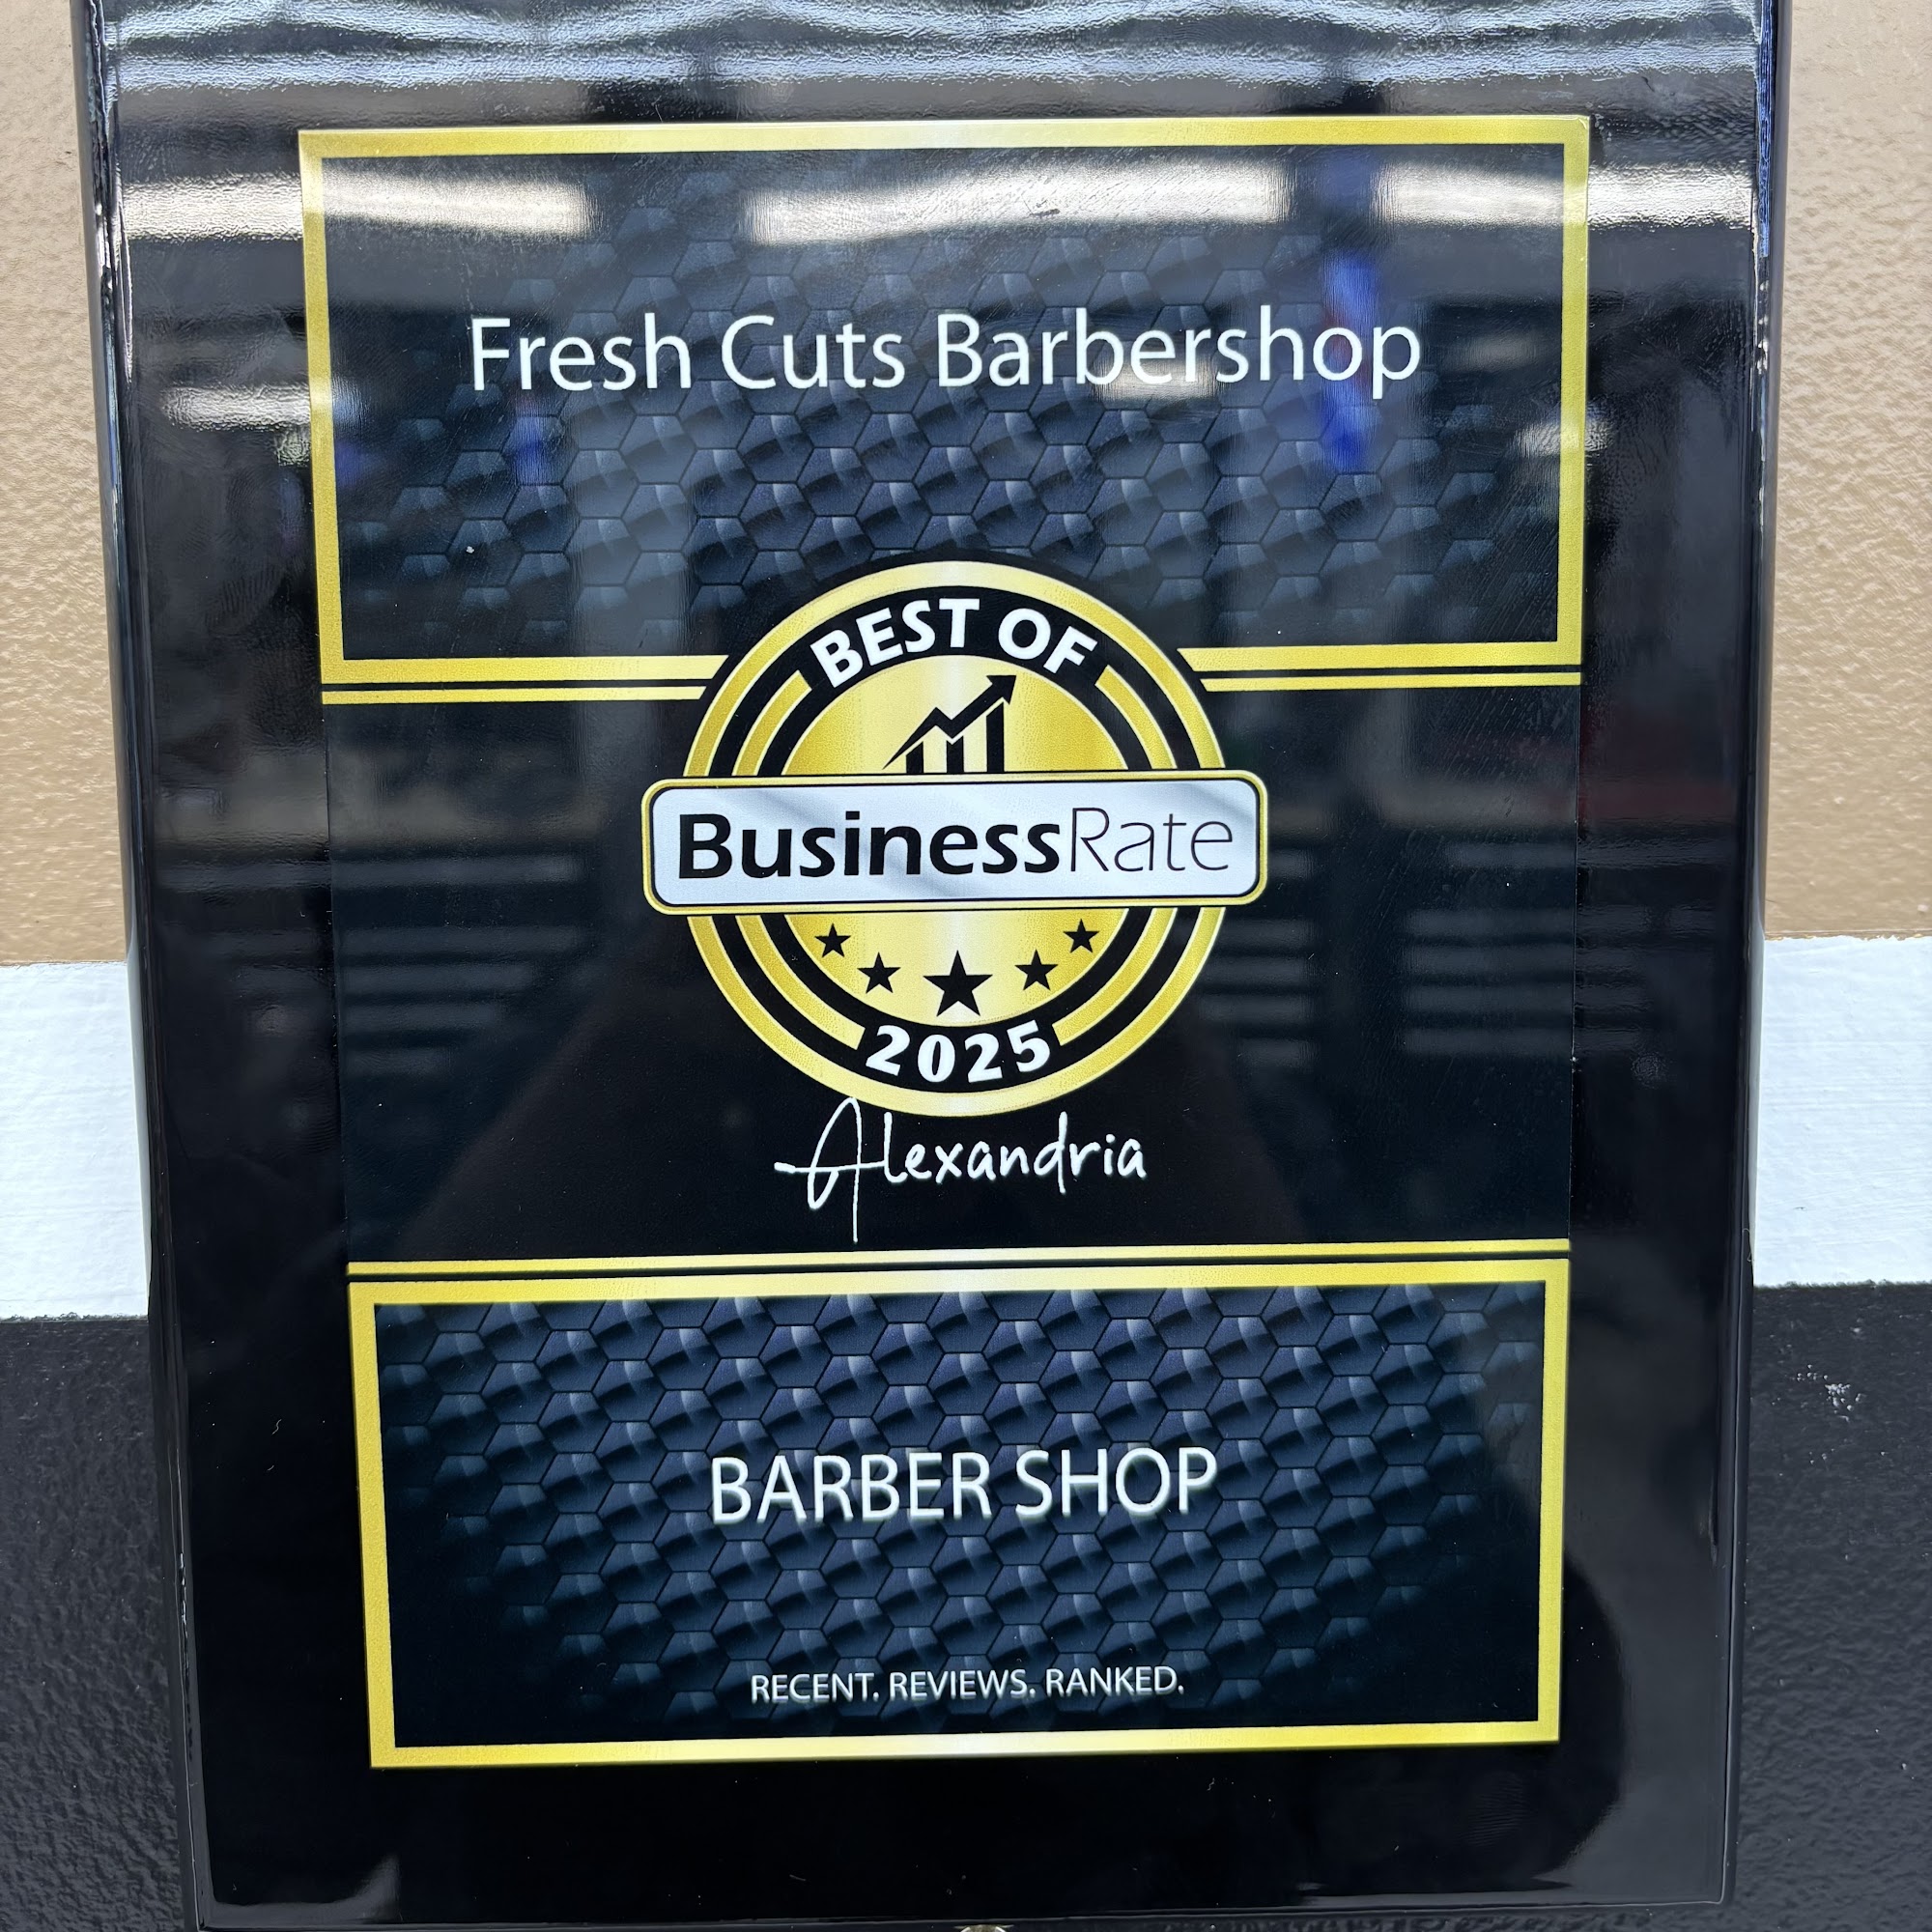 Fresh Cuts Barbershop
BEST OF
BusinessRate
2025
Alexandria
BARBER SHOP
RECENT. REVIEWS. RANKED.